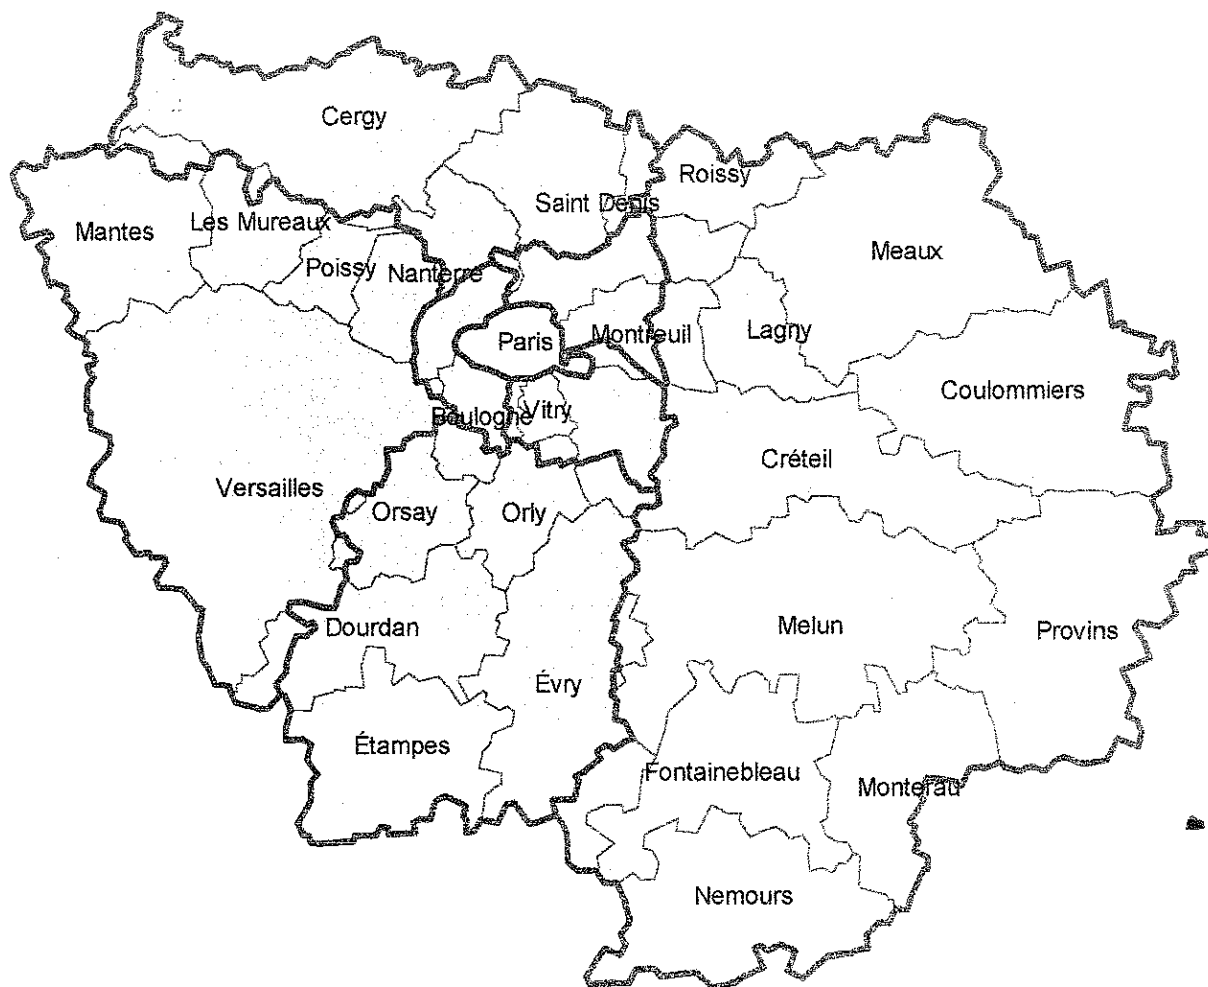 Cergy
Roissy
Saint Denis
Mantes
Les Mureaux
Poissy
Nanterre
Meaux
Paris
Montreuil
Lagny
Coulommiers
Boulogne
Vitry
Créteil
Versailles
Orsay
Orly
Dourdan
Melun
Provins
Évry
Étampes
Fontainebleau
Monterau
Nemours